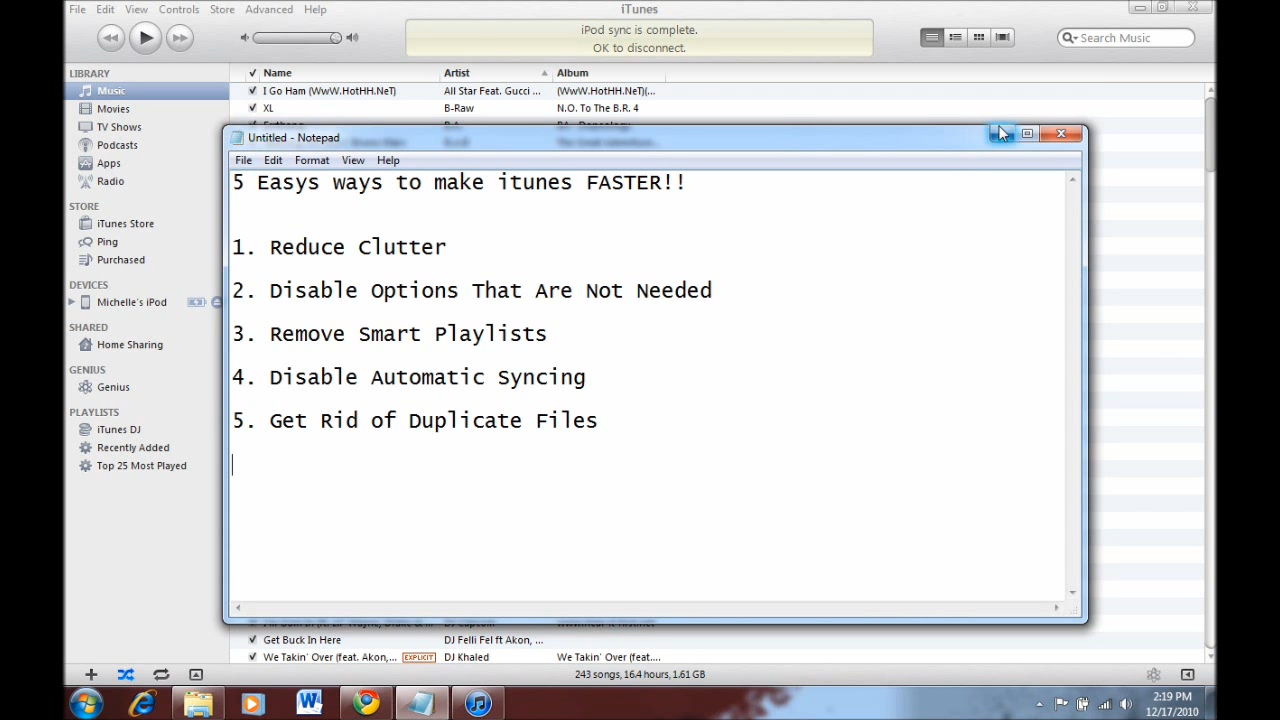 File Edit View Controls Store Advanced Help
iTunes
iPod sync is complete.
OK to disconnect.
Search Music
LIBRARY
Music
Movies
TV Shows
Podcasts
Apps
Radio
STORE
iTunes Store
Ping
Purchased
DEVICES
Michelle's iPod
SHARED
Home Sharing
GENIUS
Genius
PLAYLISTS
iTunes DJ
Recently Added
Top 25 Most Played
Name Artist Album
I Go Ham (WwW.HotHH.NeT) All Star Feat. Gucci ... (WwW.HotHH.NeT)(...
XL B-Raw N.O. To The B.R. 4
Untitled - Notepad
File Edit Format View Help
5 Easys ways to make itunes FASTER!!
1. Reduce Clutter
2. Disable Options That Are Not Needed
3. Remove Smart Playlists
4. Disable Automatic Syncing
5. Get Rid of Duplicate Files
Get Buck In Here DJ Felli Fel ft Akon, ...
We Takin' Over (feat. Akon,... EXPLICIT DJ Khaled We Takin' Over (feat....
243 songs, 16.4 hours, 1.61 GB
2:19 PM
12/17/2010